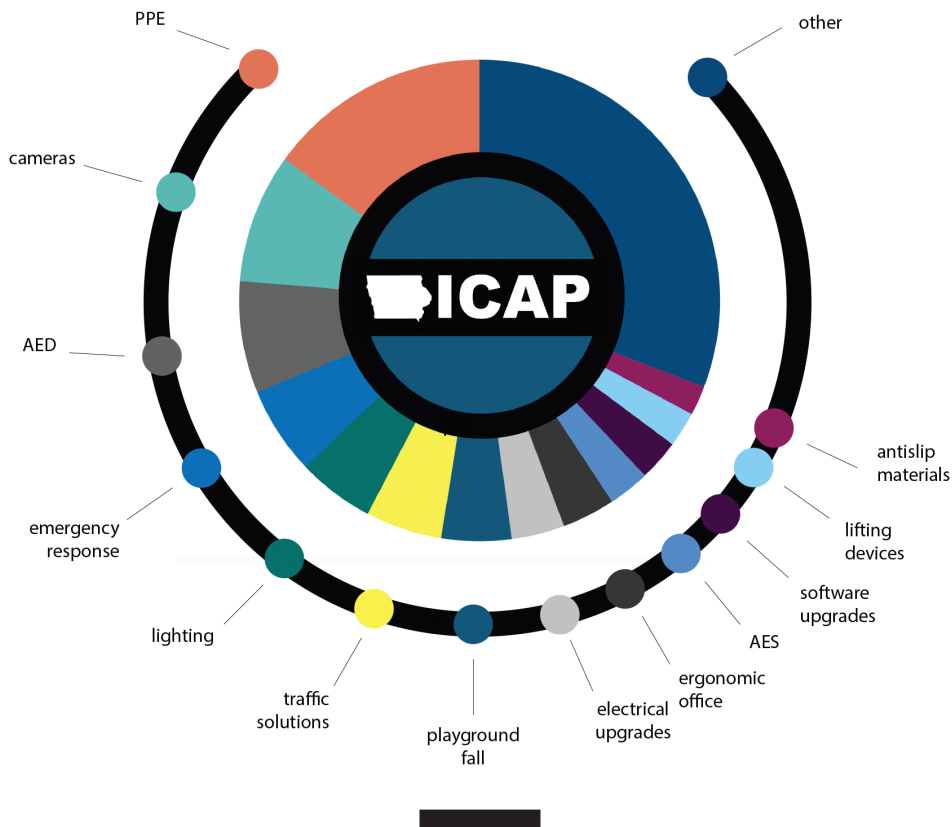 PPE
other
cameras
AED
emergency
response
lighting
traffic
solutions
playground
fall
electrical
upgrades
ergonomic
office
AES
software
upgrades
lifting
devices
antislip
materials
ICAP